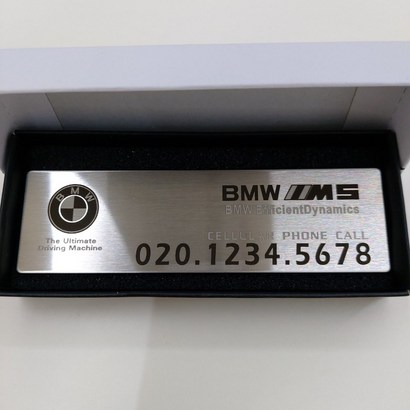 BMW
The Ultimate
Driving Machine
BMW M5
BMW EfficientDynamics
PHONE CALL
020.1234.5678